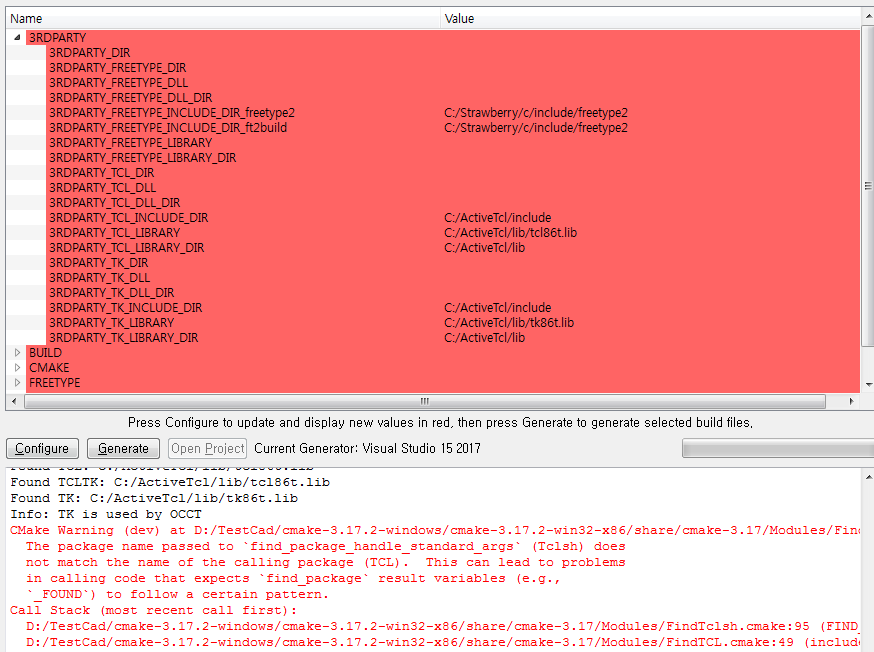 Name Value
3RDPARTY
3RDPARTY_DIR
3RDPARTY_FREETYPE_DIR
3RDPARTY_FREETYPE_DLL
3RDPARTY_FREETYPE_DLL_DIR
3RDPARTY_FREETYPE_INCLUDE_DIR_freetype2 C:/Strawberry/c/include/freetype2
3RDPARTY_FREETYPE_INCLUDE_DIR_ft2build C:/Strawberry/c/include/freetype2
3RDPARTY_FREETYPE_LIBRARY
3RDPARTY_FREETYPE_LIBRARY_DIR
3RDPARTY_TCL_DIR
3RDPARTY_TCL_DLL
3RDPARTY_TCL_DLL_DIR
3RDPARTY_TCL_INCLUDE_DIR C:/ActiveTcl/include
3RDPARTY_TCL_LIBRARY C:/ActiveTcl/lib/tcl86t.lib
3RDPARTY_TCL_LIBRARY_DIR C:/ActiveTcl/lib
3RDPARTY_TK_DIR
3RDPARTY_TK_DLL
3RDPARTY_TK_DLL_DIR
3RDPARTY_TK_INCLUDE_DIR C:/ActiveTcl/include
3RDPARTY_TK_LIBRARY C:/ActiveTcl/lib/tk86t.lib
3RDPARTY_TK_LIBRARY_DIR C:/ActiveTcl/lib
BUILD
CMAKE
FREETYPE
Press Configure to update and display new values in red, then press Generate to generate selected build files.
Configure Generate Open Project Current Generator: Visual Studio 15 2017
Found TCL: C:/ActiveTcl/lib/tcl86t.lib
Found TCLTK: C:/ActiveTcl/lib/tcl86t.lib
Found TK: C:/ActiveTcl/lib/tk86t.lib
Info: TK is used by OCCT
CMake Warning (dev) at D:/TestCad/cmake-3.17.2-windows/cmake-3.17.2-win32-x86/share/cmake-3.17/Modules/Find
The package name passed to `find_package_handle_standard_args` (Tclsh) does
not match the name of the calling package (TCL). This can lead to problems
in calling code that expects `find_package` result variables (e.g.,
`_FOUND`) to follow a certain pattern.
Call Stack (most recent call first):
D:/TestCad/cmake-3.17.2-windows/cmake-3.17.2-win32-x86/share/cmake-3.17/Modules/FindTclsh.cmake:95 (FIND_
D:/TestCad/cmake-3.17.2-windows/cmake-3.17.2-win32-x86/share/cmake-3.17/Modules/FindTCL.cmake:49 (include